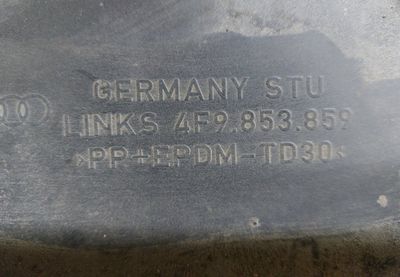 GERMANY STU
LINKS 4F9.853.859
>PP+EPDM-TD30<